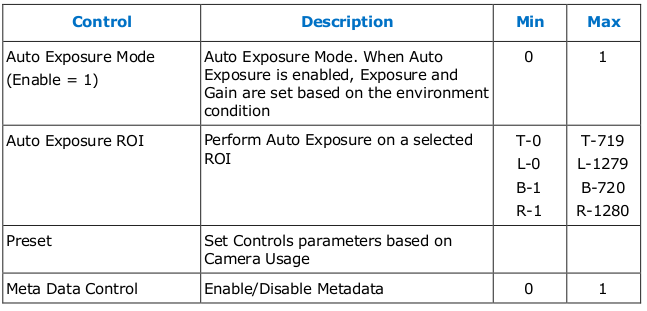 Control Description Min Max
Auto Exposure Mode Auto Exposure Mode. When Auto 0 1
(Enable = 1) Exposure is enabled, Exposure and
Gain are set based on the environment
condition
Auto Exposure ROI Perform Auto Exposure on a selected T-0 T-719
ROI L-0 L-1279
B-1 B-720
R-1 R-1280
Preset Set Controls parameters based on
Camera Usage
Meta Data Control Enable/Disable Metadata 0 1